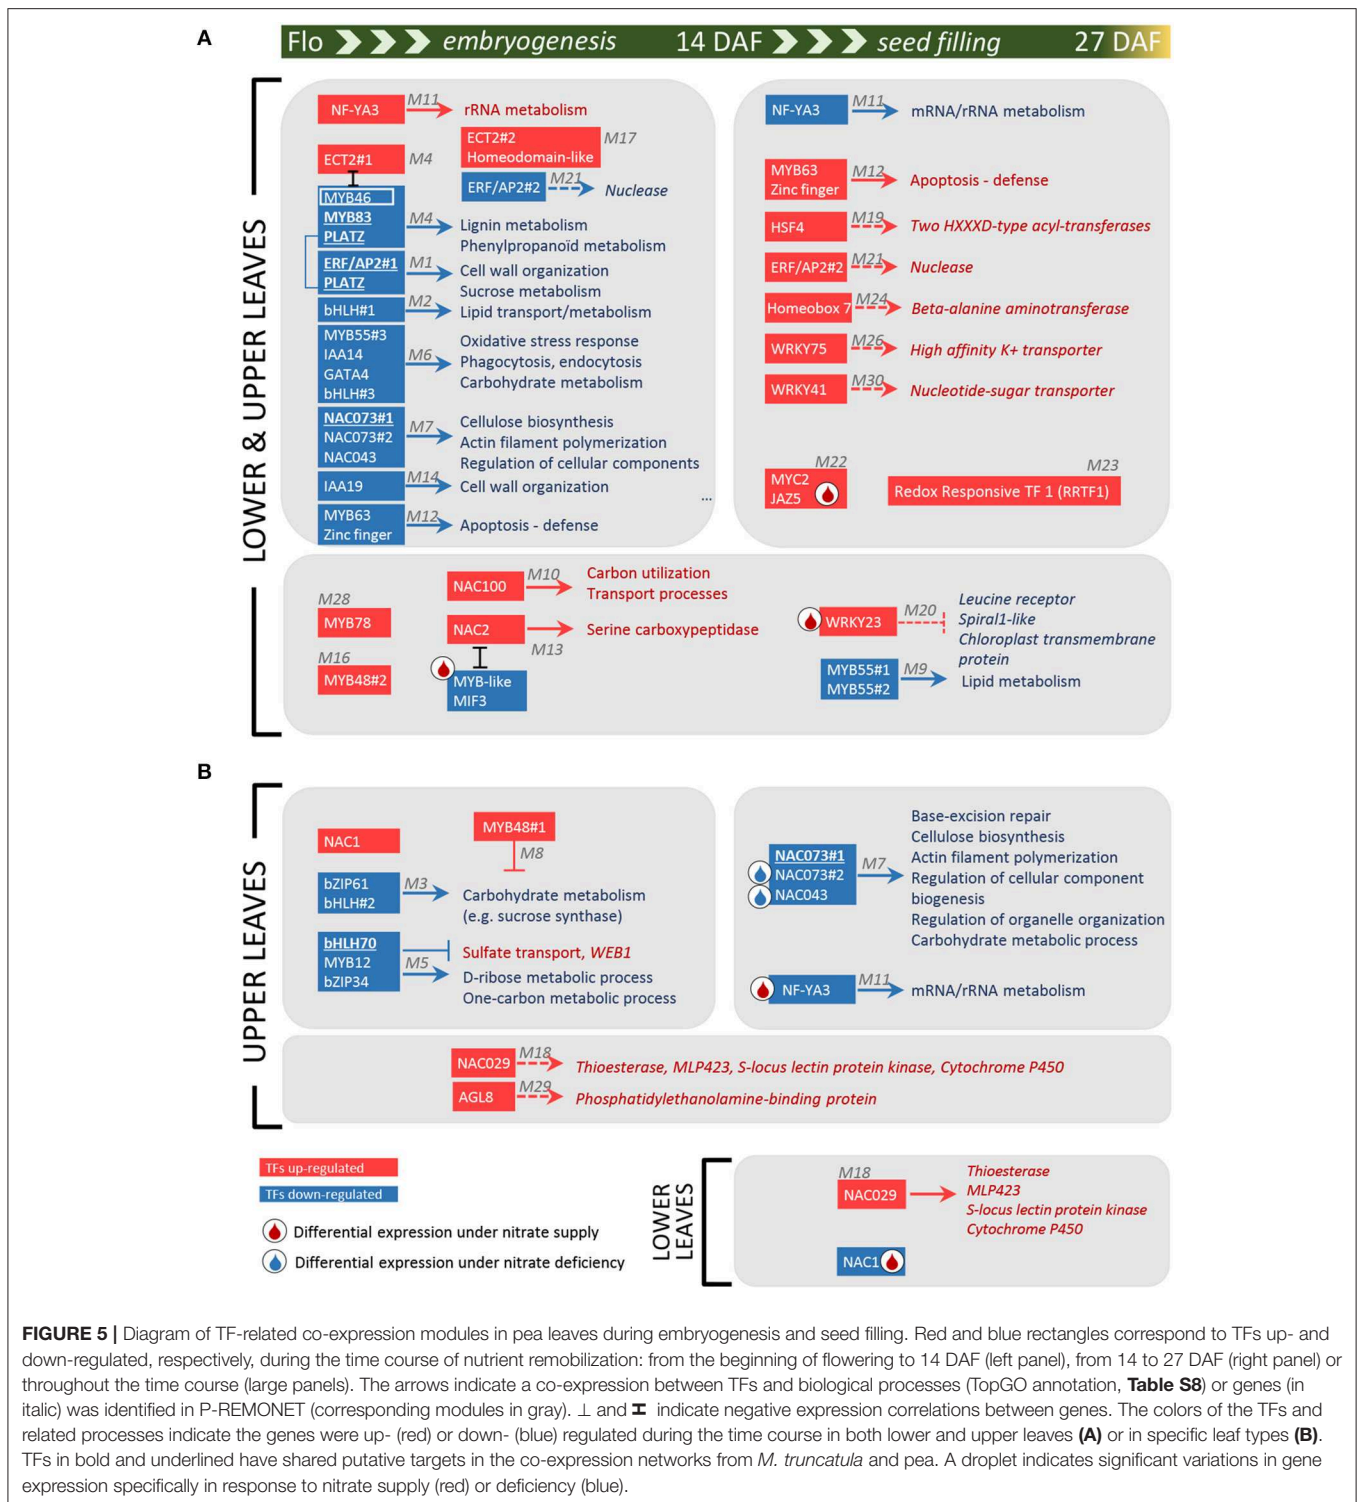 A
Flo embryogenesis 14 DAF seed filling 27 DAF
LOWER & UPPER LEAVES
NF-YA3 M11 rRNA metabolism
ECT2#2
Homeodomain-like
M17
ECT2#1 M4
ERF/AP2#2 M21 Nuclease
MYB46
MYB83
PLATZ
M4
Lignin metabolism
Phenylpropanoïd metabolism
ERF/AP2#1
PLATZ
M1
Cell wall organization
Sucrose metabolism
bHLH#1 M2 Lipid transport/metabolism
MYB55#3
IAA14
GATA4
bHLH#3
M6
Oxidative stress response
Phagocytosis, endocytosis
Carbohydrate metabolism
NAC073#1
NAC073#2
NAC043
M7
Cellulose biosynthesis
Actin filament polymerization
Regulation of cellular components
IAA19 M14 Cell wall organization
...
MYB63
Zinc finger
M12
Apoptosis - defense
NF-YA3 M11 mRNA/rRNA metabolism
MYB63
Zinc finger
M12
Apoptosis - defense
HSF4 M19 Two HXXXD-type acyl-transferases
ERF/AP2#2 M21 Nuclease
Homeobox 7 M24 Beta-alanine aminotransferase
WRKY75 M26 High affinity K+ transporter
WRKY41 M30 Nucleotide-sugar transporter
M22
MYC2
JAZ5
M23
Redox Responsive TF 1 (RRTF1)
M28
MYB78
M16
MYB48#2
NAC100 M10
Carbon utilization
Transport processes
NAC2 Serine carboxypeptidase
M13
MYB-like
MIF3
WRKY23 M20
Leucine receptor
Spiral1-like
Chloroplast transmembrane
protein
MYB55#1
MYB55#2
M9
Lipid metabolism
B
UPPER LEAVES
NAC1
MYB48#1
M8
bZIP61
bHLH#2
M3
Carbohydrate metabolism
(e.g. sucrose synthase)
bHLH70
MYB12
bZIP34
M5
Sulfate transport, WEB1
D-ribose metabolic process
One-carbon metabolic process
NAC073#1
NAC073#2
NAC043
M7
Base-excision repair
Cellulose biosynthesis
Actin filament polymerization
Regulation of cellular component
biogenesis
Regulation of organelle organization
Carbohydrate metabolic process
NF-YA3 M11 mRNA/rRNA metabolism
NAC029 M18 Thioesterase, MLP423, S-locus lectin protein kinase, Cytochrome P450
AGL8 M29 Phosphatidylethanolamine-binding protein
TFs up-regulated
TFs down-regulated
Differential expression under nitrate supply
Differential expression under nitrate deficiency
LOWER
LEAVES
M18
NAC029
Thioesterase
MLP423
S-locus lectin protein kinase
Cytochrome P450
NAC1
FIGURE 5 | Diagram of TF-related co-expression modules in pea leaves during embryogenesis and seed filling. Red and blue rectangles correspond to TFs up- and
down-regulated, respectively, during the time course of nutrient remobilization: from the beginning of flowering to 14 DAF (left panel), from 14 to 27 DAF (right panel) or
throughout the time course (large panels). The arrows indicate a co-expression between TFs and biological processes (TopGO annotation, Table S8) or genes (in
italic) was identified in P-REMONET (corresponding modules in gray). ⊥ and ⌶ indicate negative expression correlations between genes. The colors of the TFs and
related processes indicate the genes were up- (red) or down- (blue) regulated during the time course in both lower and upper leaves (A) or in specific leaf types (B).
TFs in bold and underlined have shared putative targets in the co-expression networks from M. truncatula and pea. A droplet indicates significant variations in gene
expression specifically in response to nitrate supply (red) or deficiency (blue).